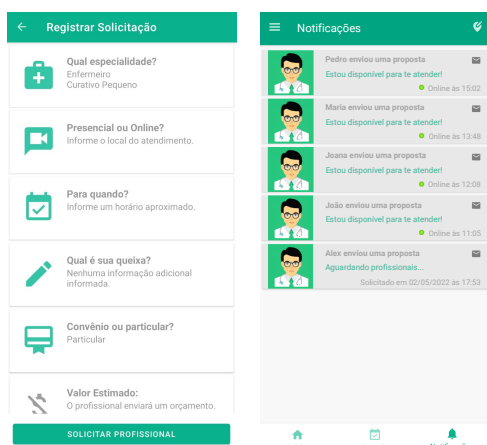 Registrar Solicitação
Qual especialidade?
Enfermeiro
Curativo Pequeno
Presencial ou Online?
Informe o local do atendimento.
Para quando?
Informe um horário aproximado.
Qual é sua queixa?
Nenhuma informação adicional
informada.
Convênio ou particular?
Particular
Valor Estimado:
O profissional enviará um orçamento.
SOLICITAR PROFISSIONAL
Notificações
Pedro enviou uma proposta
Estou disponível para te atender!
Online às 15:02
Maria enviou uma proposta
Estou disponível para te atender!
Online às 13:48
Joana enviou uma proposta
Estou disponível para te atender!
Online às 12:08
João enviou uma proposta
Estou disponível para te atender!
Online às 11:05
Alex enviou uma proposta
Aguardando profissionais...
Solicitado em 02/05/2022 às 17:53